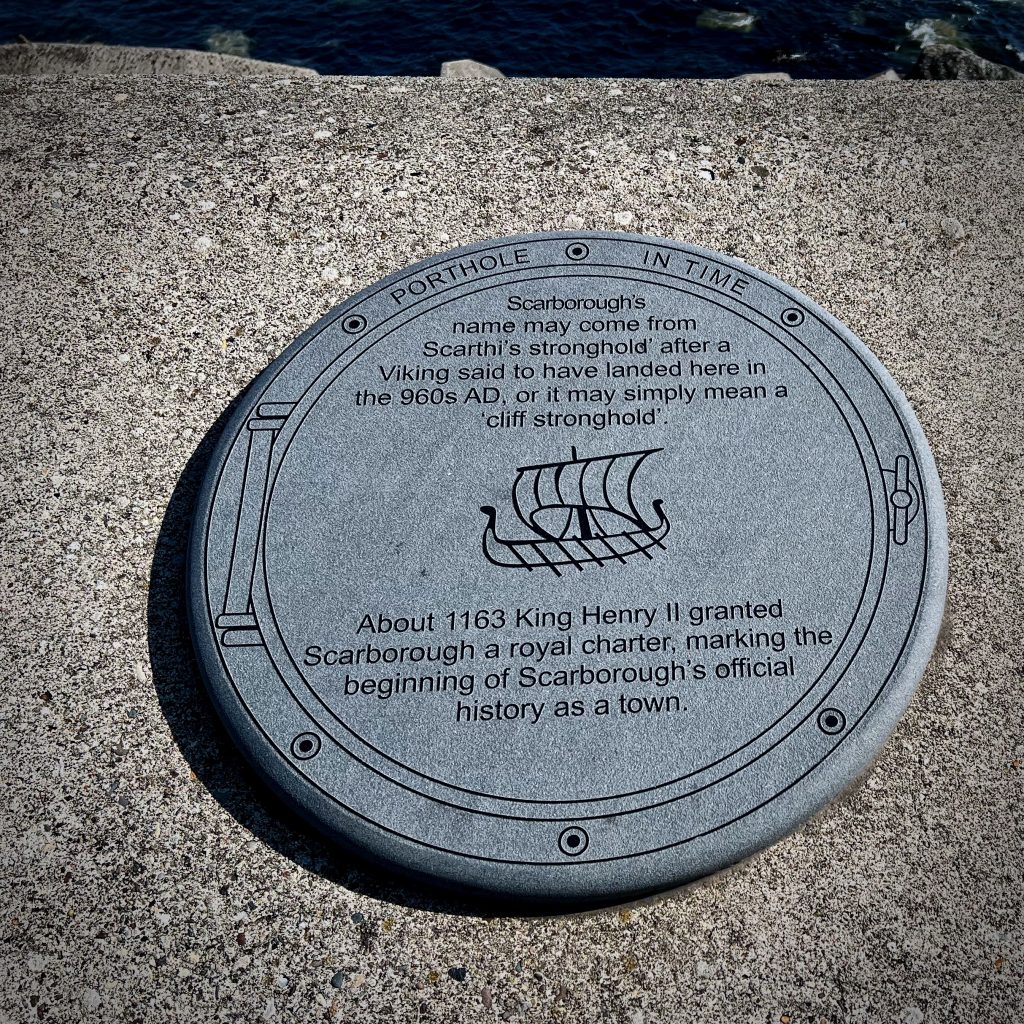 PORTHOLE IN TIME
Scarborough's
name may come from
Scarthi's stronghold' after a
Viking said to have landed here in
the 960s AD, or it may simply mean a
'cliff stronghold'.
About 1163 King Henry II granted
Scarborough a royal charter, marking the
beginning of Scarborough's official
history as a town.